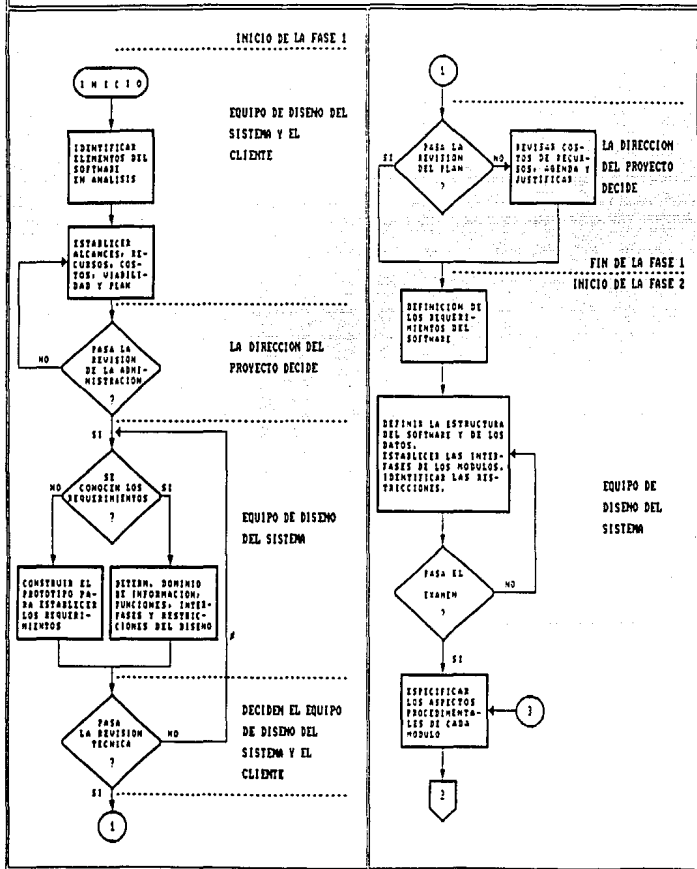 INICIO DE LA FASE 1
INICIO
EQUIPO DE DISENO DEL
SISTEMA Y EL
CLIENTE
IDENTIFICAR
ELEMENTOS DEL
SOFTWARE
EN ANALISIS
ESTABLECER
ALCANCES, RE-
CURSOS, COS-
TOS, VIABILI-
DAD Y PLAN
PASA LA
REVISION
DE LA ADMI-
NISTRACION
?
NO
LA DIRECCION DEL
PROYECTO DECIDE
SI
SE
CONOCEN LOS
REQUERIMIENTOS
?
NO
SI
EQUIPO DE DISENO
DEL SISTEMA
CONSTRUIR EL
PROTOTIPO PA-
RA ESTABLECER
LOS REQUERI-
MIENTOS
DETERM. DOMINIO
DE INFORMACION,
FUNCIONES, INTER-
FASES Y RESTRIC-
CIONES DEL DISENO
PASA
LA REVISION
TECNICA
?
NO
DECIDEN EL EQUIPO
DE DISENO DEL
SISTEMA Y EL
CLIENTE
SI
1
1
PASA LA
REVISION
DEL PLAN
?
SI
NO
REVISAR COS-
TOS DE RECUR-
SOS, AGENDA Y
JUSTIFICAR
LA DIRECCION
DEL PROYECTO
DECIDE
FIN DE LA FASE 1
INICIO DE LA FASE 2
DEFINICION DE
LOS REQUERI-
MIENTOS DEL
SOFTWARE
DEFINIR LA ESTRUCTURA
DEL SOFTWARE Y DE LOS
DATOS.
ESTABLECER LAS INTER-
FASES DE LOS MODULOS.
IDENTIFICAR LAS RES-
TRICCIONES.
EQUIPO DE
DISENO DEL
SISTEMA
PASA EL
EXAMEN
?
NO
SI
ESPECIFICAR
LOS ASPECTOS
PROCEDIMENTA-
LES DE CADA
MODULO
3
2